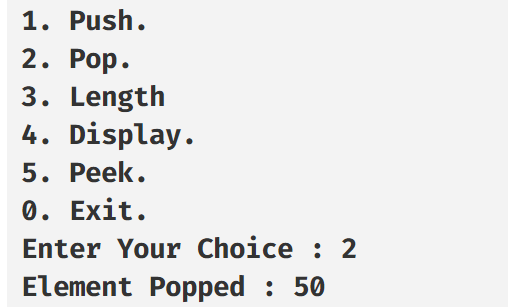 1. Push.
2. Pop.
3. Length
4. Display.
5. Peek.
0. Exit.
Enter Your Choice : 2
Element Popped : 50